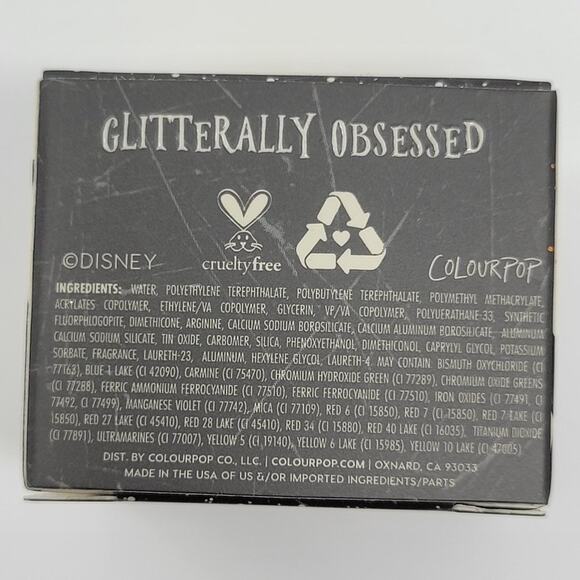 GLITTERALLY OBSESSED
©DISNEY
crueltyfree
COLOURPOP
INGREDIENTS: WATER, POLYETHYLENE TEREPHTHALATE, POLYBUTYLENE TEREPHTHALATE, POLYMETHYL METHACRYLATE,
ACRYLATES COPOLYMER, ETHYLENE/VA COPOLYMER, GLYCERIN, VP/VA COPOLYMER, POLYUERATHANE-33, SYNTHETIC
FLUORPHLOGOPITE, DIMETHICONE, ARGININE, CALCIUM SODIUM BOROSILICATE, CALCIUM ALUMINUM BOROSILICATE, ALUMINUM
CALCIUM SODIUM SILICATE, TIN OXIDE, CARBOMER, SILICA, PHENOXYETHANOL, DIMETHICONOL, CAPRYLYL GLYCOL, POTASSIUM
SORBATE, FRAGRANCE, LAURETH-23, ALUMINUM, HEXYLENE GLYCOL, LAURETH-4. MAY CONTAIN: BISMUTH OXYCHLORIDE (CI
77163), BLUE 1 LAKE (CI 42090), CARMINE (CI 75470), CHROMIUM HYDROXIDE GREEN (CI 77289), CHROMIUM OXIDE GREENS
(CI 77288), FERRIC AMMONIUM FERROCYANIDE (CI 77510), FERRIC FERROCYANIDE (CI 77510), IRON OXIDES (CI 77491, CI
77492, CI 77499), MANGANESE VIOLET (CI 77742), MICA (CI 77109), RED 6 (CI 15850), RED 7 (CI 15850), RED 7 LAKE (CI
15850), RED 27 LAKE (CI 45410), RED 28 LAKE (CI 45410), RED 34 (CI 15880), RED 40 LAKE (CI 16035), TITANIUM DIOXIDE
(CI 77891), ULTRAMARINES (CI 77007), YELLOW 5 (CI 19140), YELLOW 6 LAKE (CI 15985), YELLOW 10 LAKE (CI 47005)
DIST. BY COLOURPOP CO., LLC. | COLOURPOP.COM | OXNARD, CA 93033
MADE IN THE USA OF US &/OR IMPORTED INGREDIENTS/PARTS